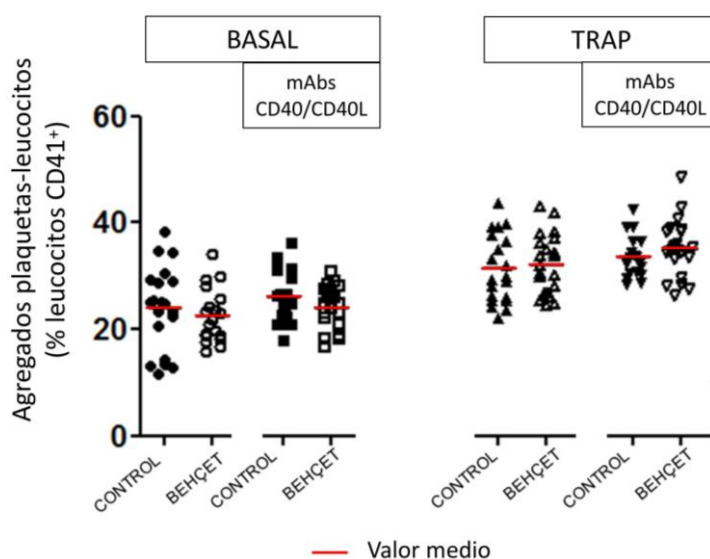 BASAL
TRAP
mAbs
CD40/CD40L
mAbs
CD40/CD40L
Agregados plaquetas-leucocitos
(% leucocitos CD41+)
60
40
20
0
CONTROL
BEHÇET
CONTROL
BEHÇET
CONTROL
BEHÇET
CONTROL
BEHÇET
Valor medio